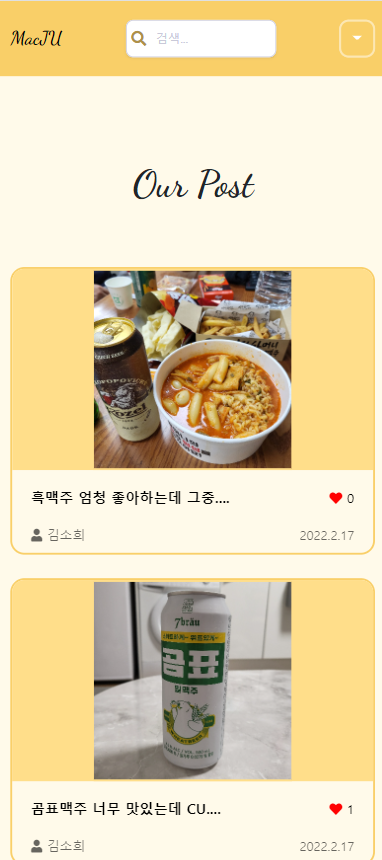 MacJU
검색...
Our Post
Kozel
흑맥주 엄청 좋아하는데 그중....
0
김소희
2022.2.17
7brāu
곰표
밀맥주
곰표맥주 너무 맛있는데 CU....
1
김소희
2022.2.17